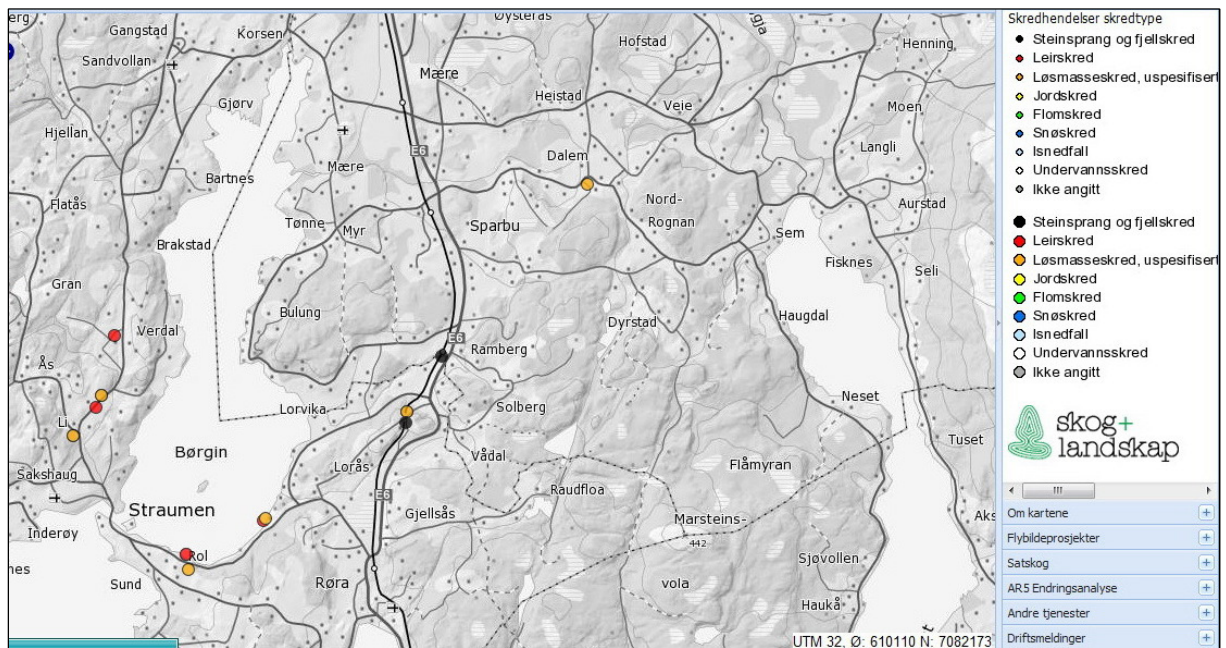 Øysterås
Gangstad
Korsen
Hofstad
Henning
Sandvollan
Mære
Heistad
Veie
Moen
Gjørv
Hjellan
E6
Dalem
Langli
Mære
Bartnes
Flatås
Nord-
Rognan
Aurstad
Tønne
Myr
Sparbu
Sem
Brakstad
Fisknes
Seli
Gran
Bulung
Dyrstad
Haugdal
Verdal
E6
Ramberg
Ås
Neset
Lorvika
Solberg
Li
Tuset
Børgin
Vådal
Flåmyran
Sakshaug
Lorås
Raudfloa
E6
Straumen
Gjellsås
Marsteins-
vola
Inderøy
442
Sjøvollen
Rol
Sund
Røra
Haukå
UTM 32, Ø: 610110 N: 7082173
Skredhendelser skredtype
Steinsprang og fjellskred
Leirskred
Løsmasseskred, uspesifisert
Jordskred
Flomskred
Snøskred
Isnedfall
Undervannsskred
Ikke angitt
Steinsprang og fjellskred
Leirskred
Løsmasseskred, uspesifisert
Jordskred
Flomskred
Snøskred
Isnedfall
Undervannsskred
Ikke angitt
skog+
landskap
Om kartene
Flybildeprosjekter
Satskog
AR5 Endringsanalyse
Andre tjenester
Driftsmeldinger